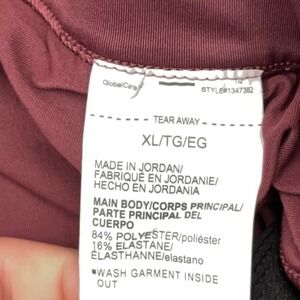 GlobalCare
STYLE#1347382
TEAR AWAY
XL/TG/EG
MADE IN JORDAN/
FABRIQUÉ EN JORDANIE/
HECHO EN JORDANIA
MAIN BODY/CORPS PRINCIPAL/
PARTE PRINCIPAL DEL
CUERPO
84% POLYESTER/poliéster
16% ELASTANE/
ÉLASTHANNE/elastano
▪WASH GARMENT INSIDE
OUT